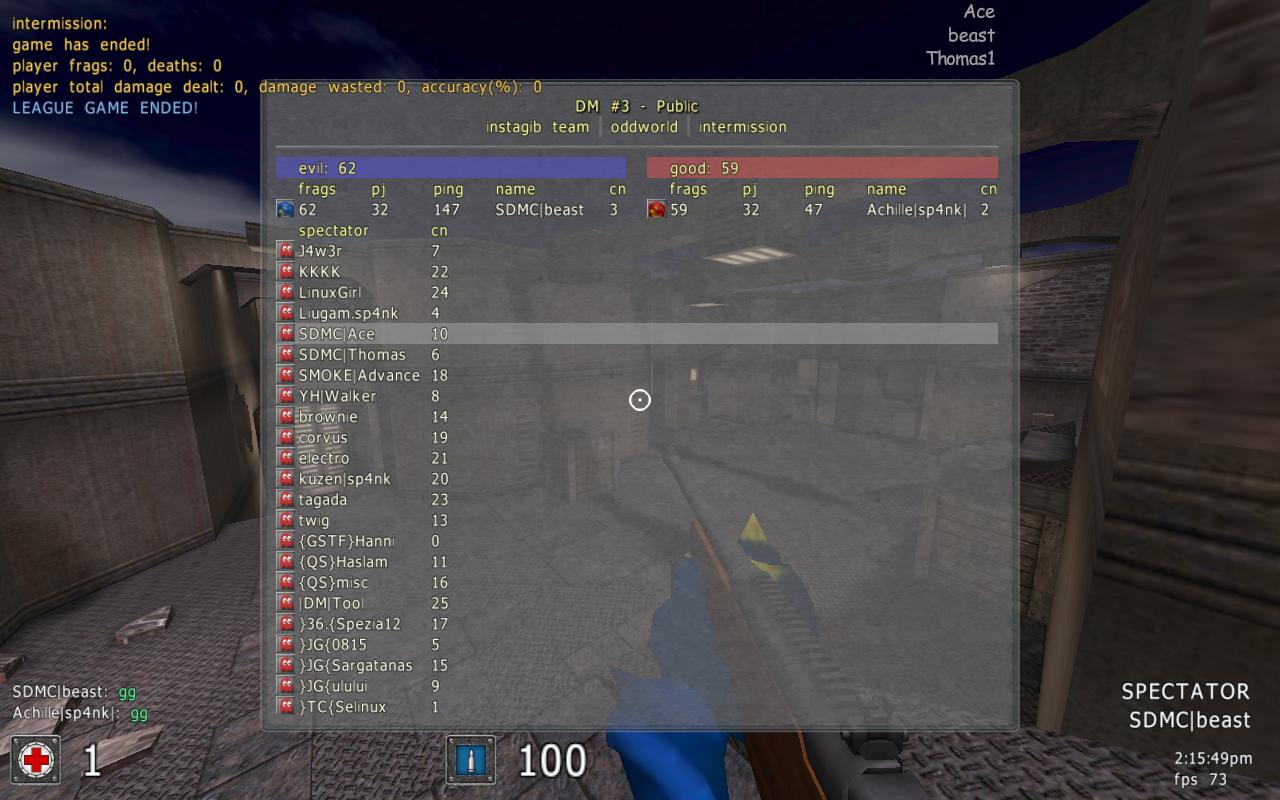 intermission:
game has ended!
player frags: 0, deaths: 0
player total damage dealt: 0, damage wasted: 0, accuracy(%): 0
LEAGUE GAME ENDED!
Ace
beast
Thomas1
DM #3 - Public
instagib team | oddworld | intermission
evil: 62 good: 59
frags pj ping name cn frags pj ping name cn
62 32 147 SDMC|beast 3 59 32 47 Achille|sp4nk| 2
spectator cn
J4w3r 7
KKKK 22
LinuxGirl 24
Liugam.sp4nk 4
SDMC|Ace 10
SDMC|Thomas 6
SMOKE|Advance 18
YH|Walker 8
brownie 14
corvus 19
electro 21
kuzen|sp4nk 20
tagada 23
twig 13
{GSTF}Hanni 0
{QS}Haslam 11
{QS}misc 16
|DM|Tool 25
}36.{Spezia12 17
}JG{0815 5
}JG{Sargatanas 15
}JG{ulului 9
}TC{Selinux 1
SDMC|beast: gg
Achille|sp4nk|: gg
1
100
SPECTATOR
SDMC|beast
2:15:49pm
fps 73